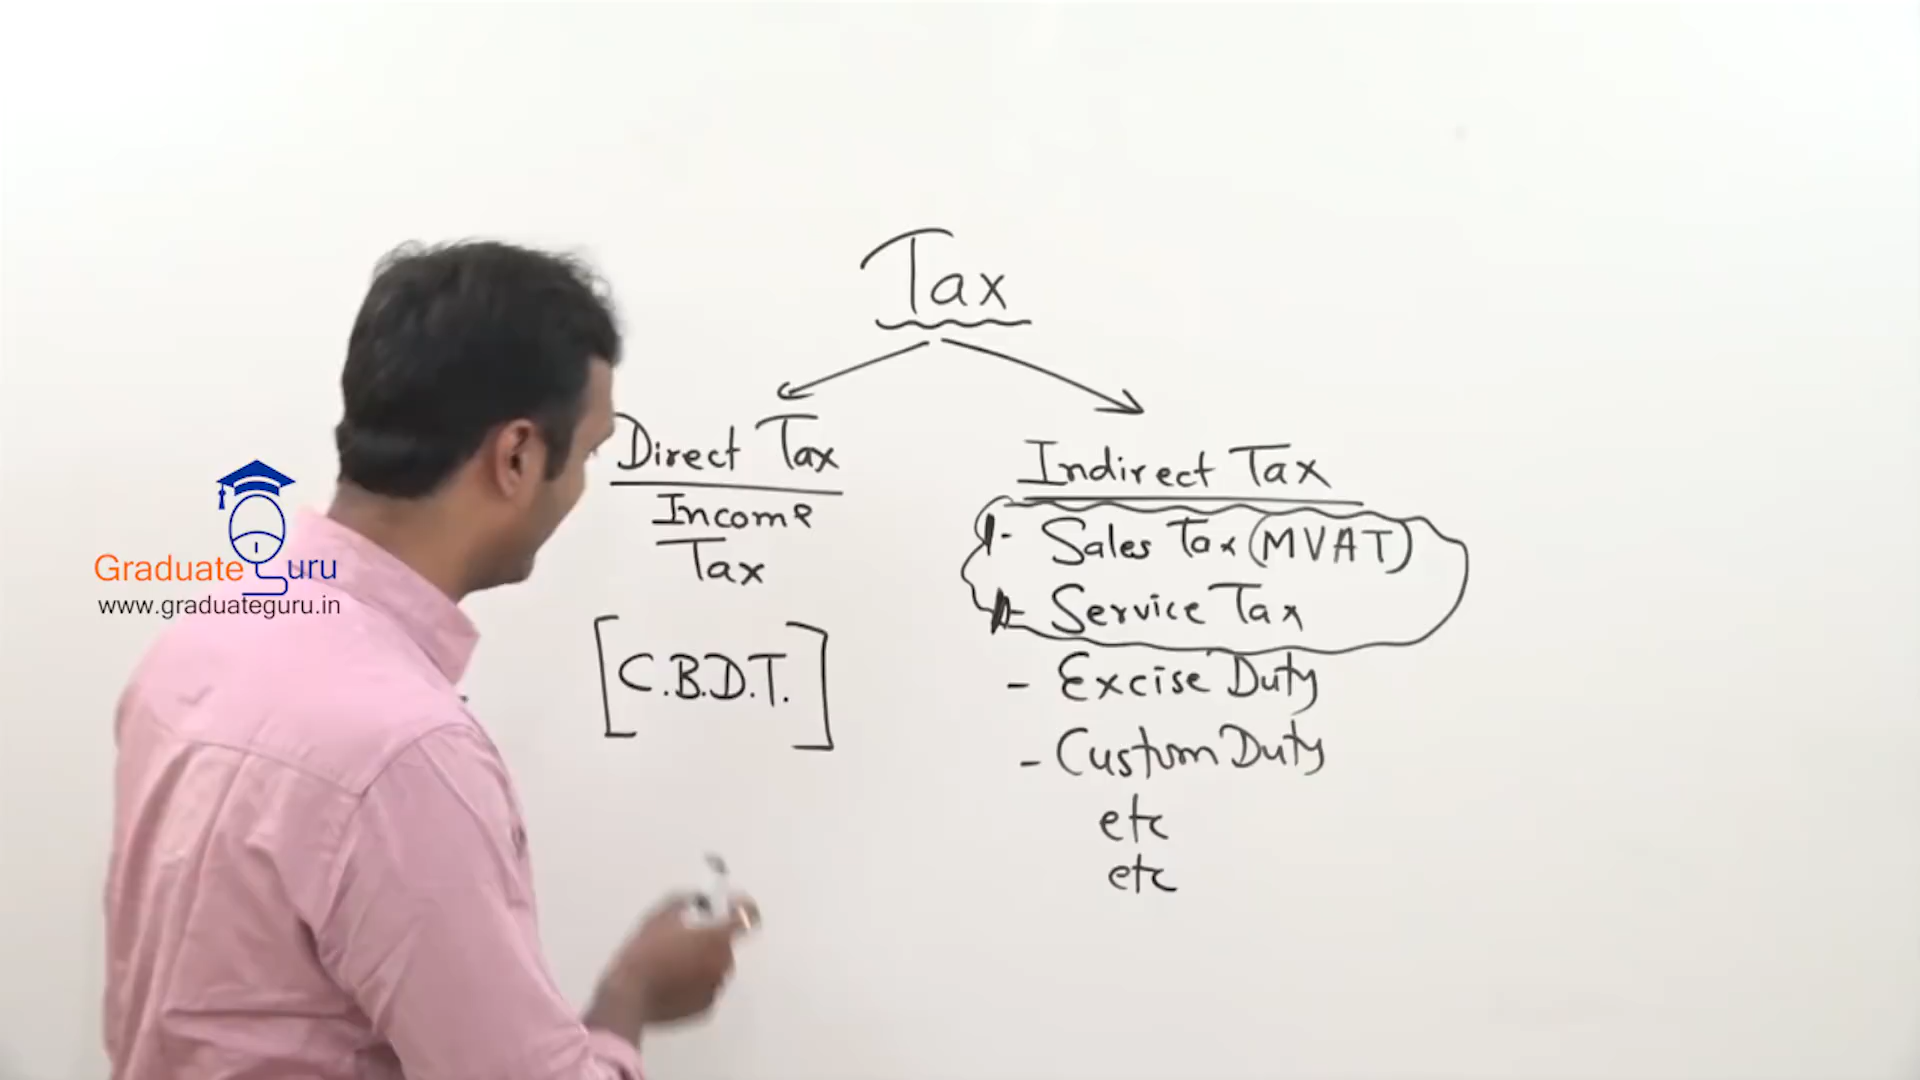 Tax
Direct Tax
Income
Tax
[C.B.D.T.]
Indirect Tax
- Sales Tax (MVAT)
- Service Tax
- Excise Duty
- Custom Duty
etc
etc
Graduate Guru
www.graduateguru.in